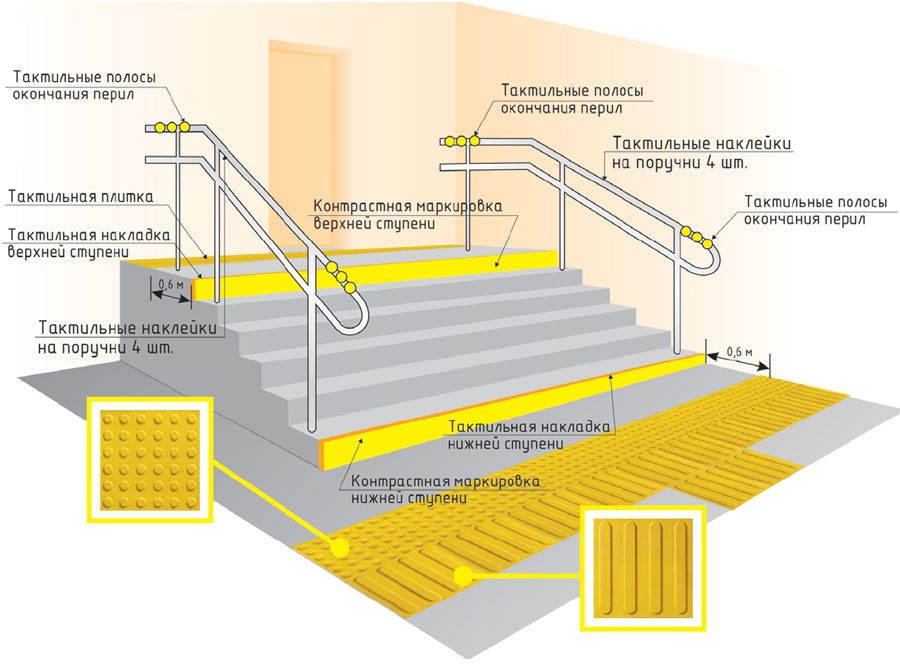 Тактильные полосы
окончания перил
Тактильные полосы
окончания перил
Тактильные наклейки
на поручни 4 шт.
Тактильная плитка
Контрастная маркировка
верхней ступени
Тактильные полосы
окончания перил
Тактильная накладка
верхней ступени
0,6 м
Тактильные наклейки
на поручни 4 шт.
0,6 м
Тактильная накладка
нижней ступени
Контрастная маркировка
нижней ступени